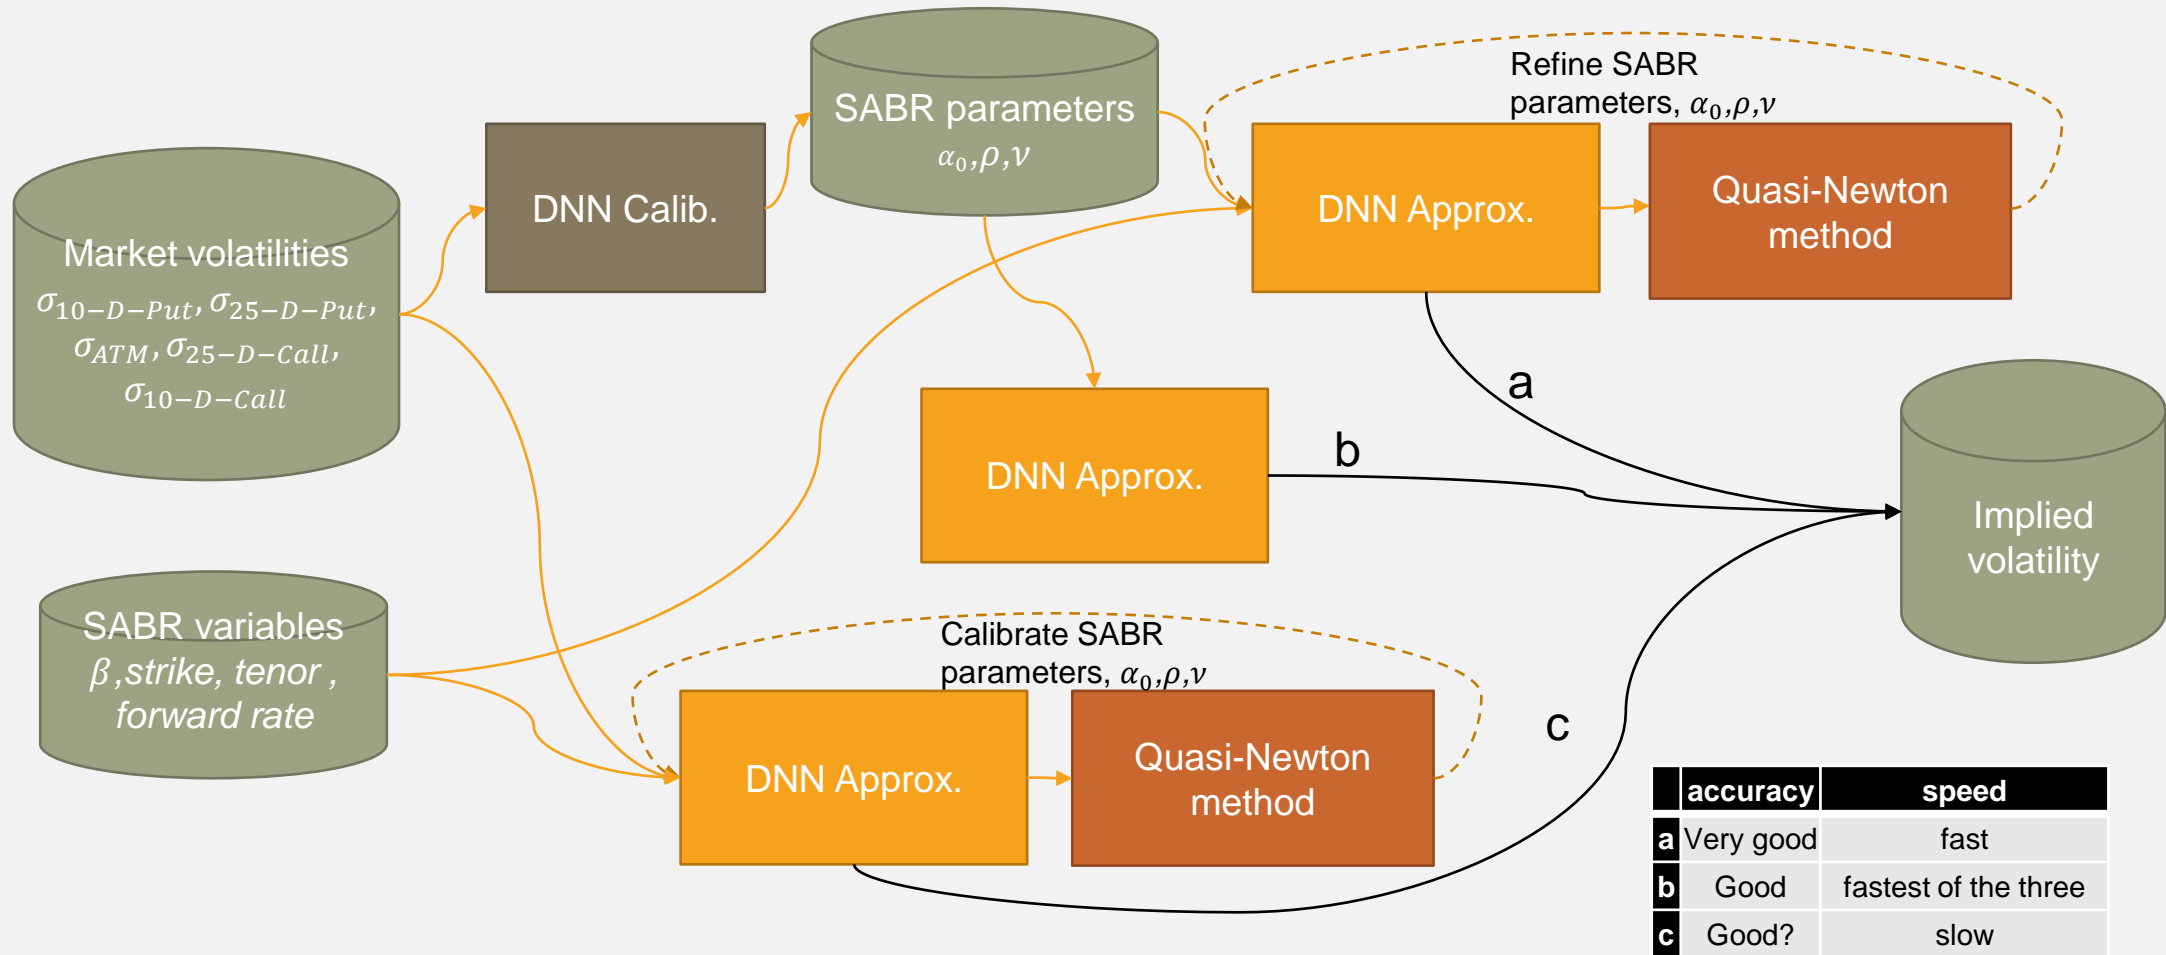 Refine SABR
parameters, α₀,ρ,ν
SABR parameters
α₀,ρ,ν
DNN Calib.
DNN Approx.
Quasi-Newton
method
Market volatilities
σ10−D−Put, σ25−D−Put,
σATM, σ25−D−Call,
σ10−D−Call
a
b
DNN Approx.
Implied
volatility
SABR variables
β ,strike, tenor ,
forward rate
Calibrate SABR
parameters, α₀,ρ,ν
DNN Approx.
Quasi-Newton
method
c
accuracy speed
a Very good fast
b Good fastest of the three
c Good? slow